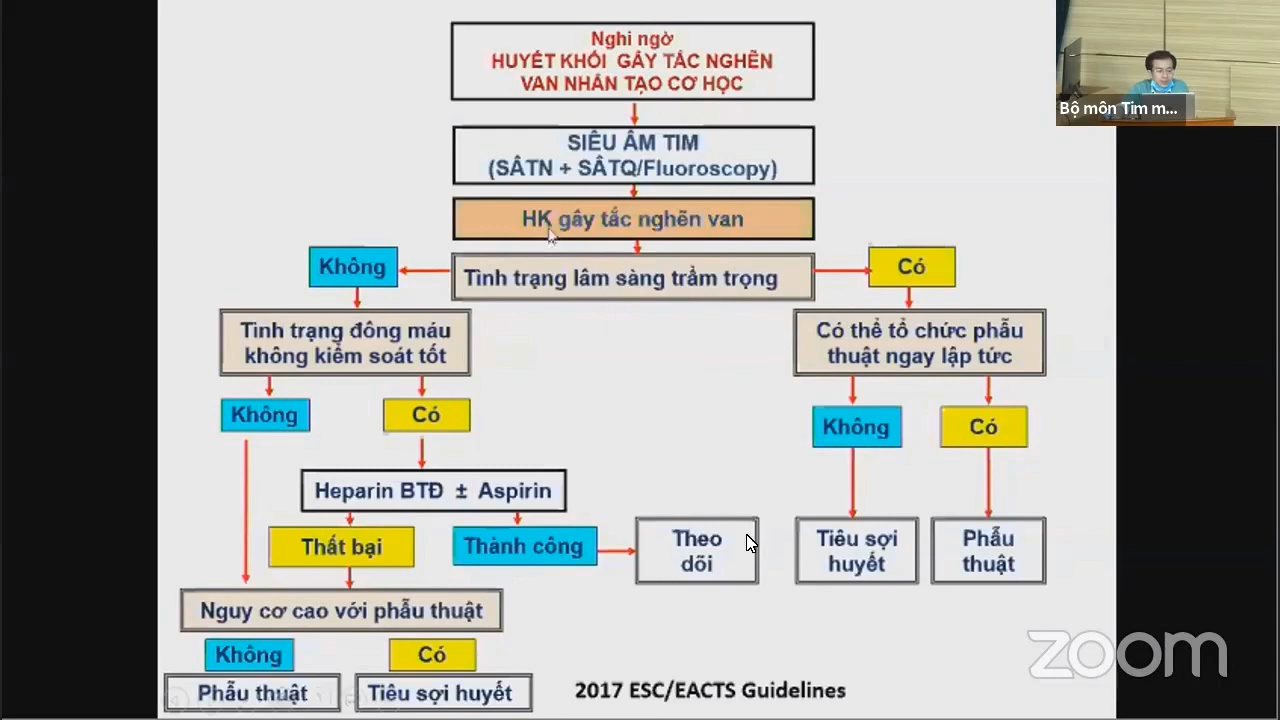 Nghi ngờ
HUYẾT KHỐI GÂY TẮC NGHẼN
VAN NHÂN TẠO CƠ HỌC
Bộ môn Tim m...
SIÊU ÂM TIM
(SÂTN + SÂTQ/Fluoroscopy)
HK gây tắc nghẽn van
Không
Tình trạng lâm sàng trầm trọng
Có
Tình trạng đông máu
không kiểm soát tốt
Có thể tổ chức phẫu
thuật ngay lập tức
Không
Có
Không
Có
Heparin BTĐ ± Aspirin
Thất bại
Thành công
Theo
dõi
Tiêu sợi
huyết
Phẫu
thuật
Nguy cơ cao với phẫu thuật
Không
Có
Phẫu thuật
Tiêu sợi huyết
2017 ESC/EACTS Guidelines
zoom